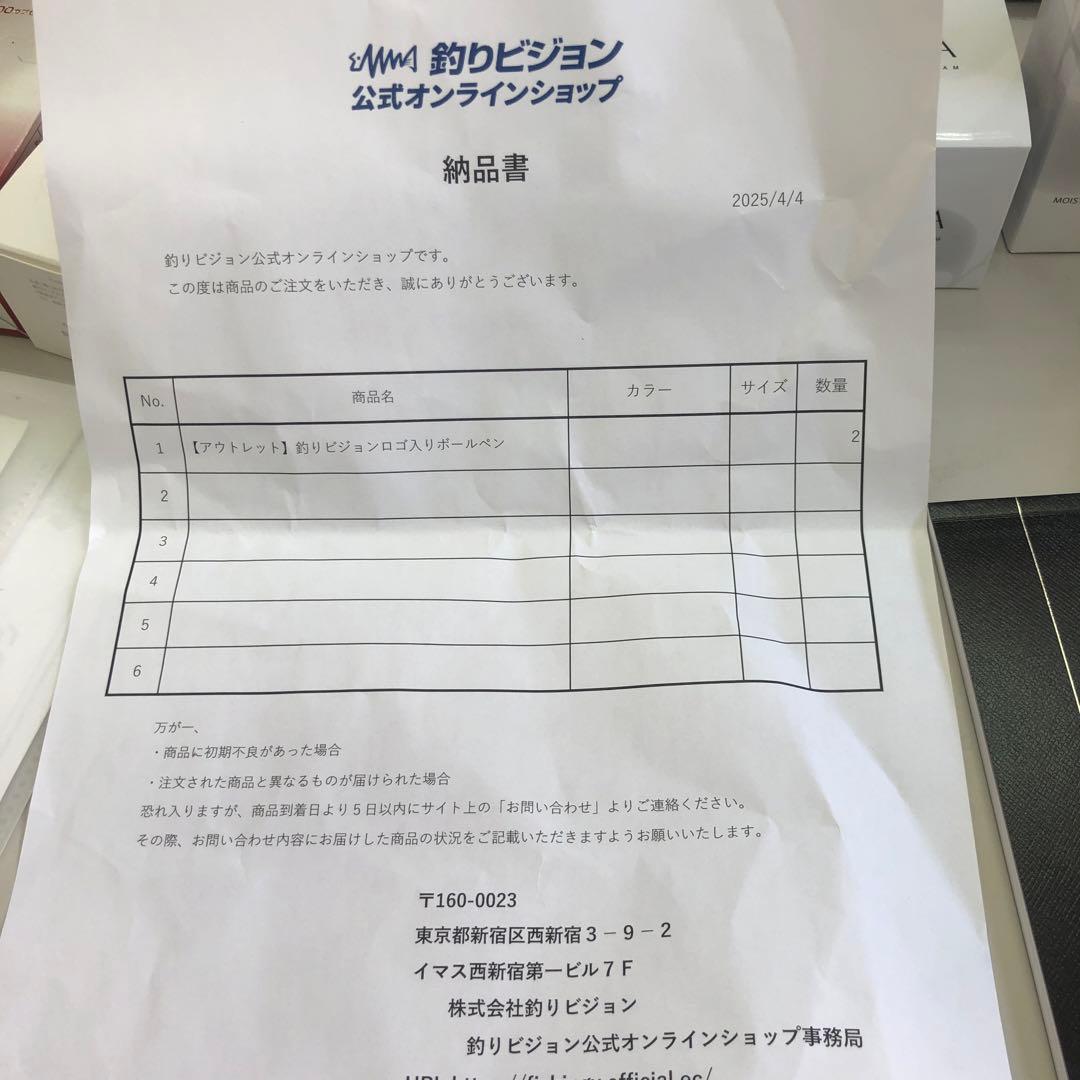 釣りビジョン
公式オンラインショップ
納品書
2025/4/4
釣りビジョン公式オンラインショップです。
この度は商品のご注文をいただき、誠にありがとうございます。
No. 商品名 カラー サイズ 数量
1 【アウトレット】釣りビジョンロゴ入りボールペン 2
2
3
4
5
6
万が一、
・商品に初期不良があった場合
・注文された商品と異なるものが届けられた場合
恐れ入りますが、商品到着日より５日以内にサイト上の「お問い合わせ」よりご連絡ください。
その際、お問い合わせ内容にお届けした商品の状況をご記載いただきますようお願いいたします。
〒160-0023
東京都新宿区西新宿３－９－２
イマス西新宿第一ビル７Ｆ
株式会社釣りビジョン
釣りビジョン公式オンラインショップ事務局
A
MOIS